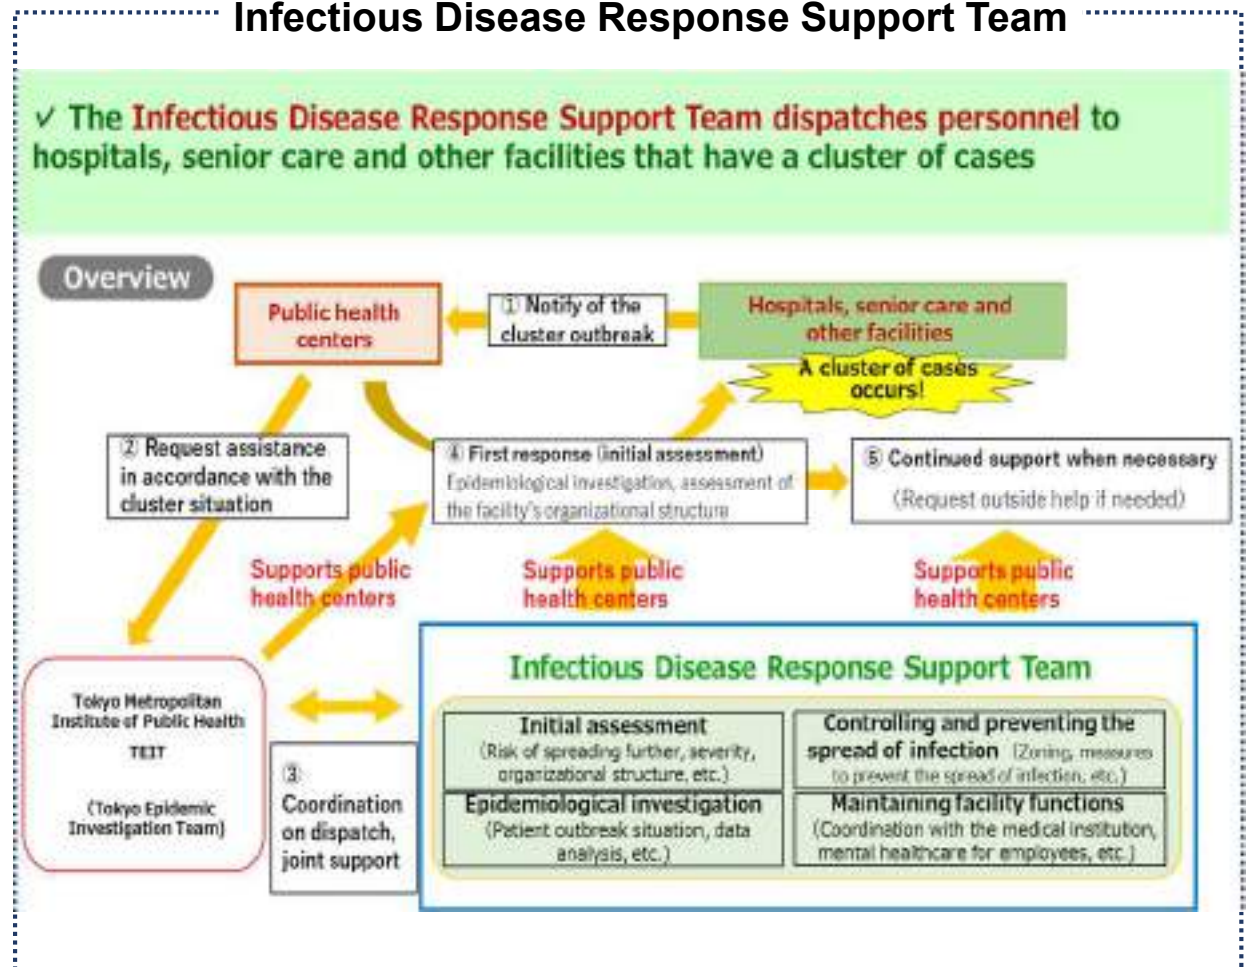 Infectious Disease Response Support Team
✓ The Infectious Disease Response Support Team dispatches personnel to
hospitals, senior care and other facilities that have a cluster of cases
Overview
Public health
centers
① Notify of the
cluster outbreak
Hospitals, senior care and
other facilities
A cluster of cases
occurs!
② Request assistance
in accordance with the
cluster situation
④ First response (initial assessment)
Epidemiological investigation, assessment of
the facility's organizational structure
⑤ Continued support when necessary
(Request outside help if needed)
Supports public
health centers
Supports public
health centers
Supports public
health centers
Tokyo Metropolitan
Institute of Public Health
TEIT
(Tokyo Epidemic
Investigation Team)
③
Coordination
on dispatch,
joint support
Infectious Disease Response Support Team
Initial assessment
(Risk of spreading further, severity,
organizational structure, etc.)
Controlling and preventing the
spread of infection (Zoning, measures
to prevent the spread of infection, etc.)
Epidemiological investigation
(Patient outbreak situation, data
analysis, etc.)
Maintaining facility functions
(Coordination with the medical institution,
mental healthcare for employees, etc.)